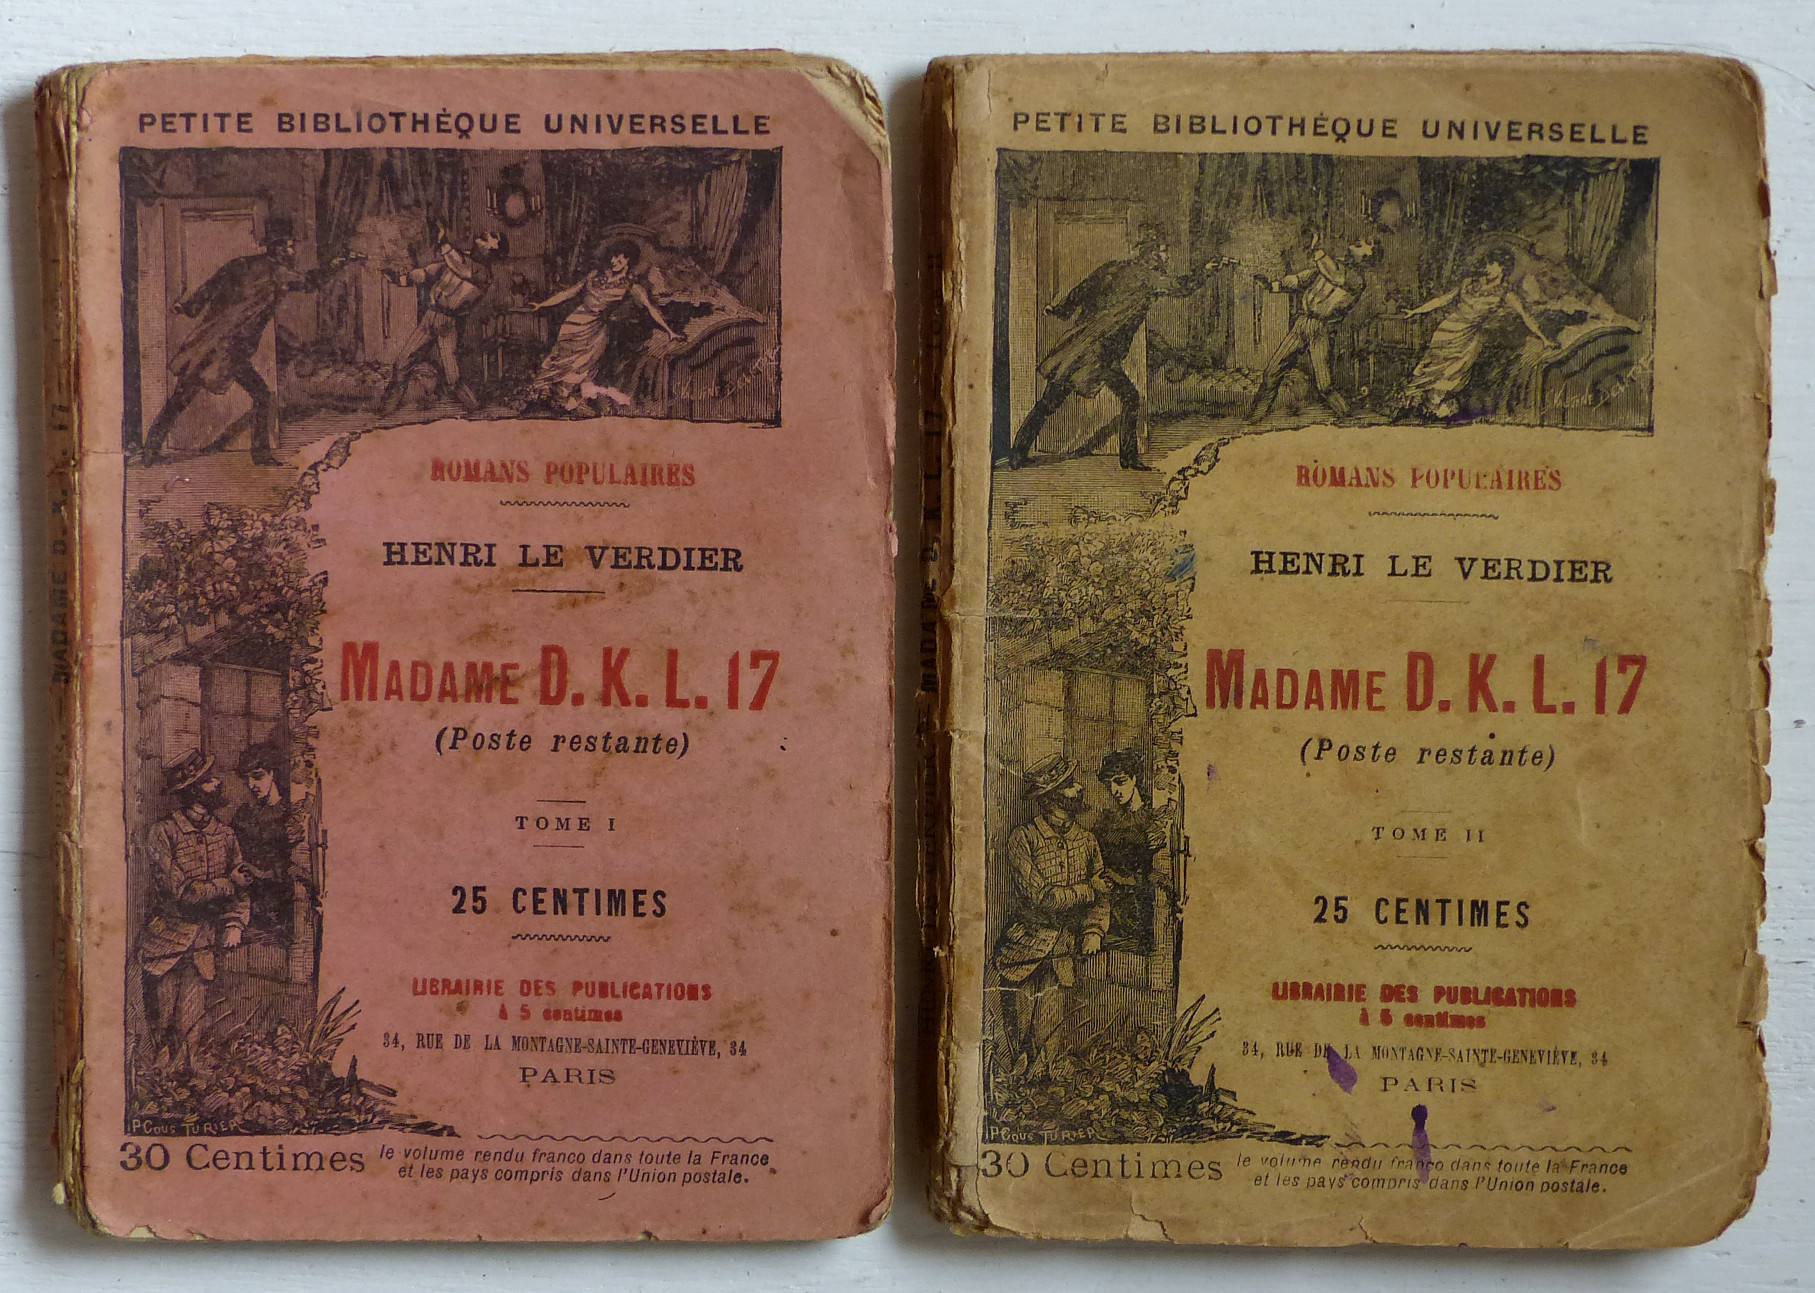 PETITE BIBLIOTHÈQUE UNIVERSELLE
ROMANS POPULAIRES
HENRI LE VERDIER
MADAME D. K. L. 17
(Poste restante)
TOME I
25 CENTIMES
LIBRAIRIE DES PUBLICATIONS
à 5 centimes
34, RUE DE LA MONTAGNE-SAINTE-GENEVIÈVE, 34
PARIS
30 Centimes le volume rendu franco dans toute la France
et les pays compris dans l'Union postale.
MADAME D. K. L. 17
PETITE BIBLIOTHÈQUE UNIVERSELLE
ROMANS POPULAIRES
HENRI LE VERDIER
MADAME D. K. L. 17
(Poste restante)
TOME II
25 CENTIMES
LIBRAIRIE DES PUBLICATIONS
à 5 centimes
34, RUE DE LA MONTAGNE-SAINTE-GENEVIÈVE, 34
PARIS
30 Centimes le volume rendu franco dans toute la France
et les pays compris dans l'Union postale.
MADAME D. K. L. 17